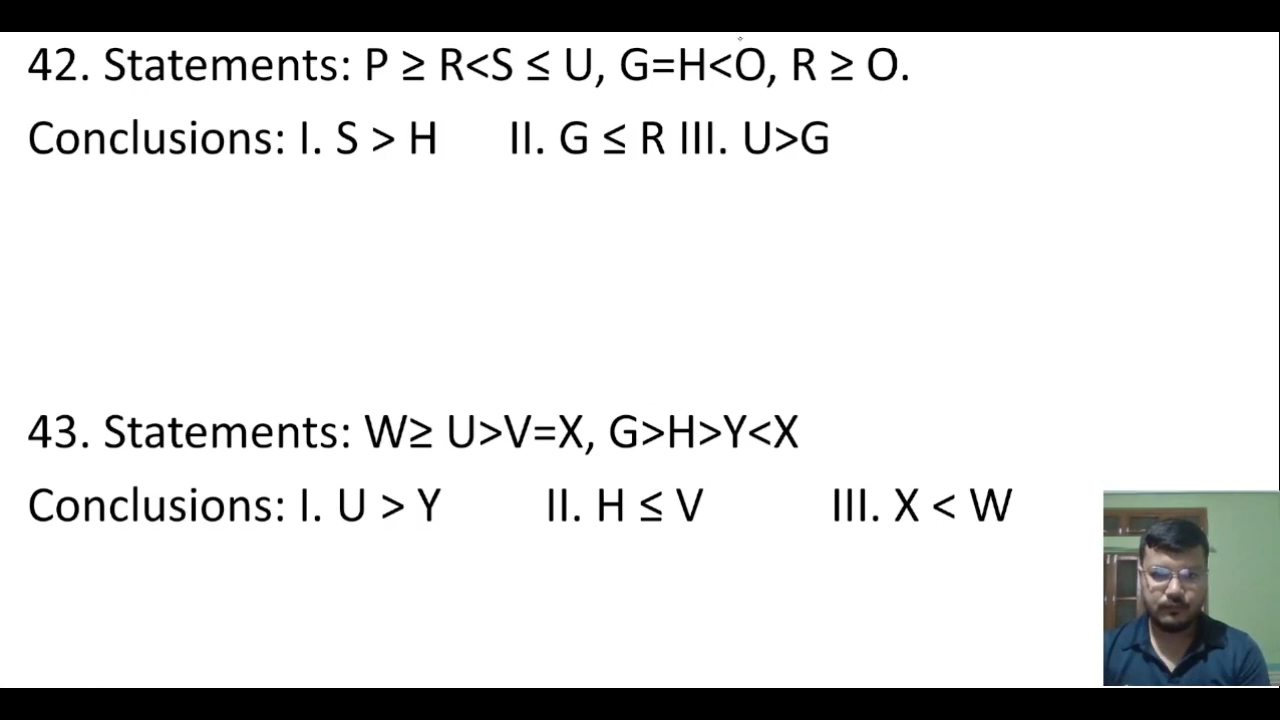 42. Statements: P ≥ R<S ≤ U, G=H<O, R ≥ O.
Conclusions: I. S > H II. G ≤ R III. U>G
43. Statements: W≥ U>V=X, G>H>Y<X
Conclusions: I. U > Y II. H ≤ V III. X < W